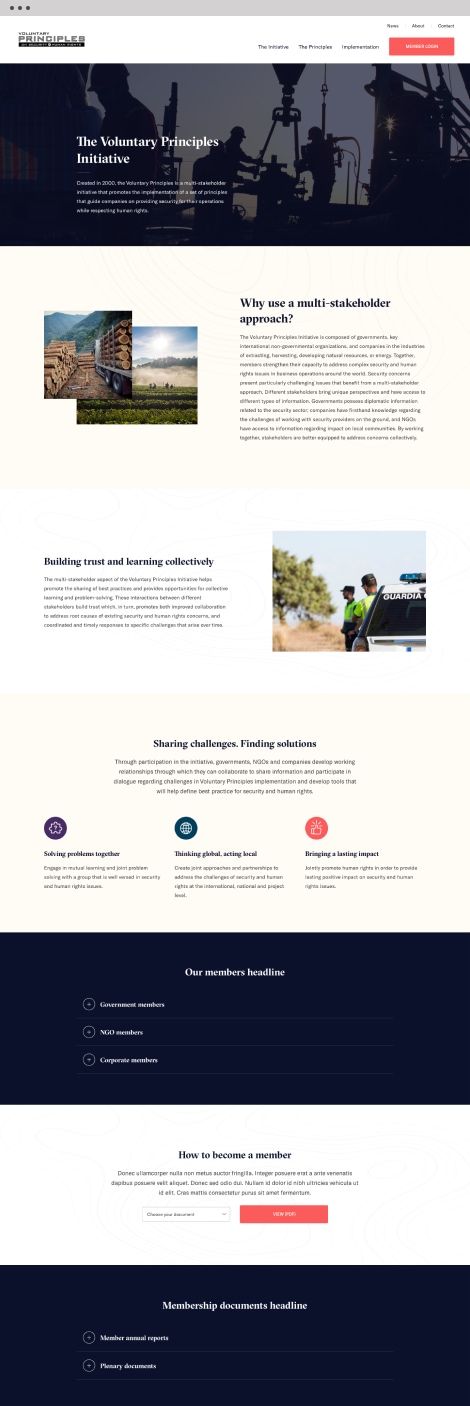 News
About
Contact
VOLUNTARY
PRINCIPLES
ON SECURITY & HUMAN RIGHTS
The Initiative
The Principles
Implementation
MEMBER LOGIN
The Voluntary Principles
Initiative
Created in 2000, the Voluntary Principles is a multi-stakeholder
initiative that promotes the implementation of a set of principles
that guide companies on providing security for their operations
while respecting human rights.
Why use a multi-stakeholder
approach?
The Voluntary Principles Initiative is composed of governments, key
international non-governmental organizations, and companies in the industries
of extracting, harvesting, developing natural resources, or energy. Together,
members strengthen their capacity to address complex security and human
rights issues in business operations around the world. Security concerns
present particularly challenging issues that benefit from a multi-stakeholder
approach. Different stakeholders bring unique perspectives and have access to
different types of information. Governments possess diplomatic information
related to the security sector; companies have firsthand knowledge regarding
the challenges of working with security providers on the ground, and NGOs
have access to information regarding impact on local communities. By working
together, stakeholders are better equipped to address concerns collectively.
Building trust and learning collectively
The multi-stakeholder aspect of the Voluntary Principles Initiative helps
promote the sharing of best practices and provides opportunities for collective
learning and problem-solving. These interactions between different
stakeholders build trust which, in turn, promotes both improved collaboration
to address root causes of existing security and human rights concerns, and
coordinated and timely responses to specific challenges that arise over time.
GUARDIA C
Sharing challenges. Finding solutions
Through participation in the initiative, governments, NGOs and companies develop working
relationships through which they can collaborate to share information and participate in
dialogue regarding challenges in Voluntary Principles implementation and develop tools that
will help define best practice for security and human rights.
Solving problems together
Engage in mutual learning and joint problem
solving with a group that is well versed in security
and human rights issues.
Thinking global, acting local
Create joint approaches and partnerships to
address the challenges of security and human
rights at the international, national and project
level.
Bringing a lasting impact
Jointly promote human rights in order to provide
lasting positive impact on security and human
rights issues.
Our members headline
Government members
NGO members
Corporate members
How to become a member
Donec ullamcorper nulla non metus auctor fringilla. Integer posuere erat a ante venenatis
dapibus posuere velit aliquet. Donec sed odio dui. Nullam id dolor id nibh ultricies vehicula ut
id elit. Cras mattis consectetur purus sit amet fermentum.
Choose your document
VIEW (PDF)
Membership documents headline
Member annual reports
Plenary documents